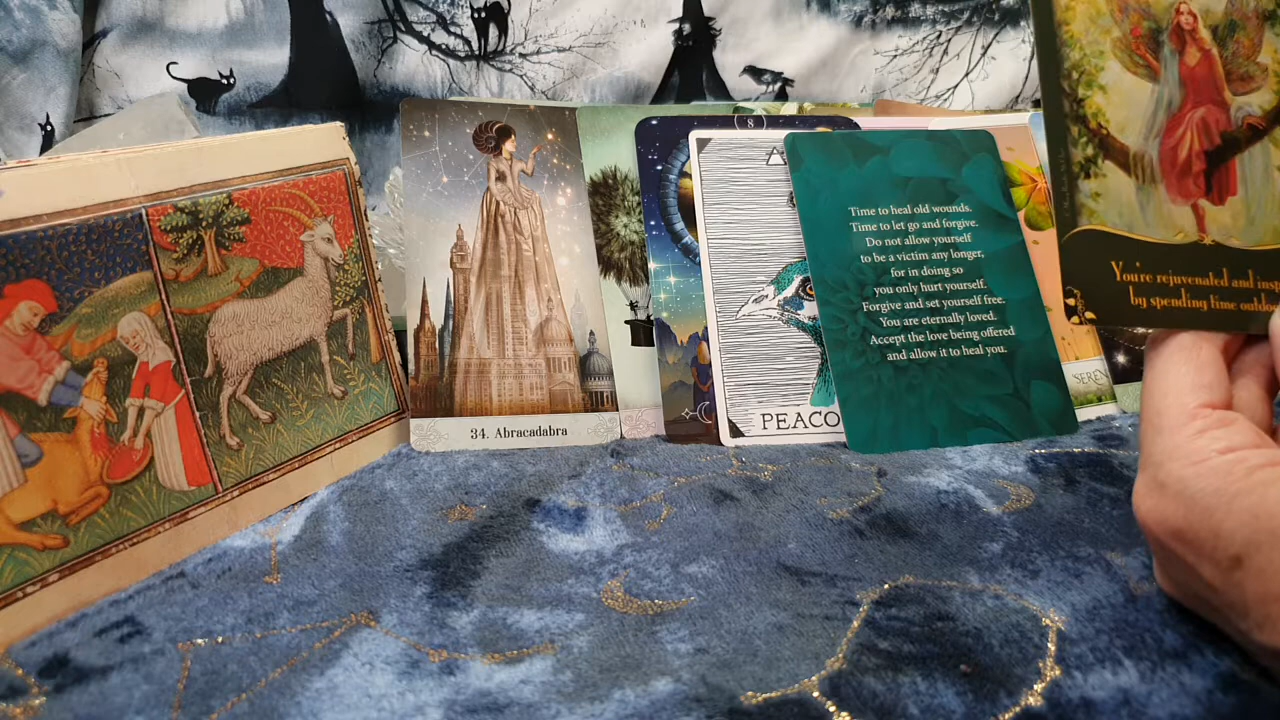 34. Abracadabra
8
PEACO
Time to heal old wounds.
Time to let go and forgive.
Do not allow yourself
to be a victim any longer,
for in doing so
you only hurt yourself.
Forgive and set yourself free.
You are eternally loved.
Accept the love being offered
and allow it to heal you.
SEREN
You're rejuvenated and insp
by spending time outdoo